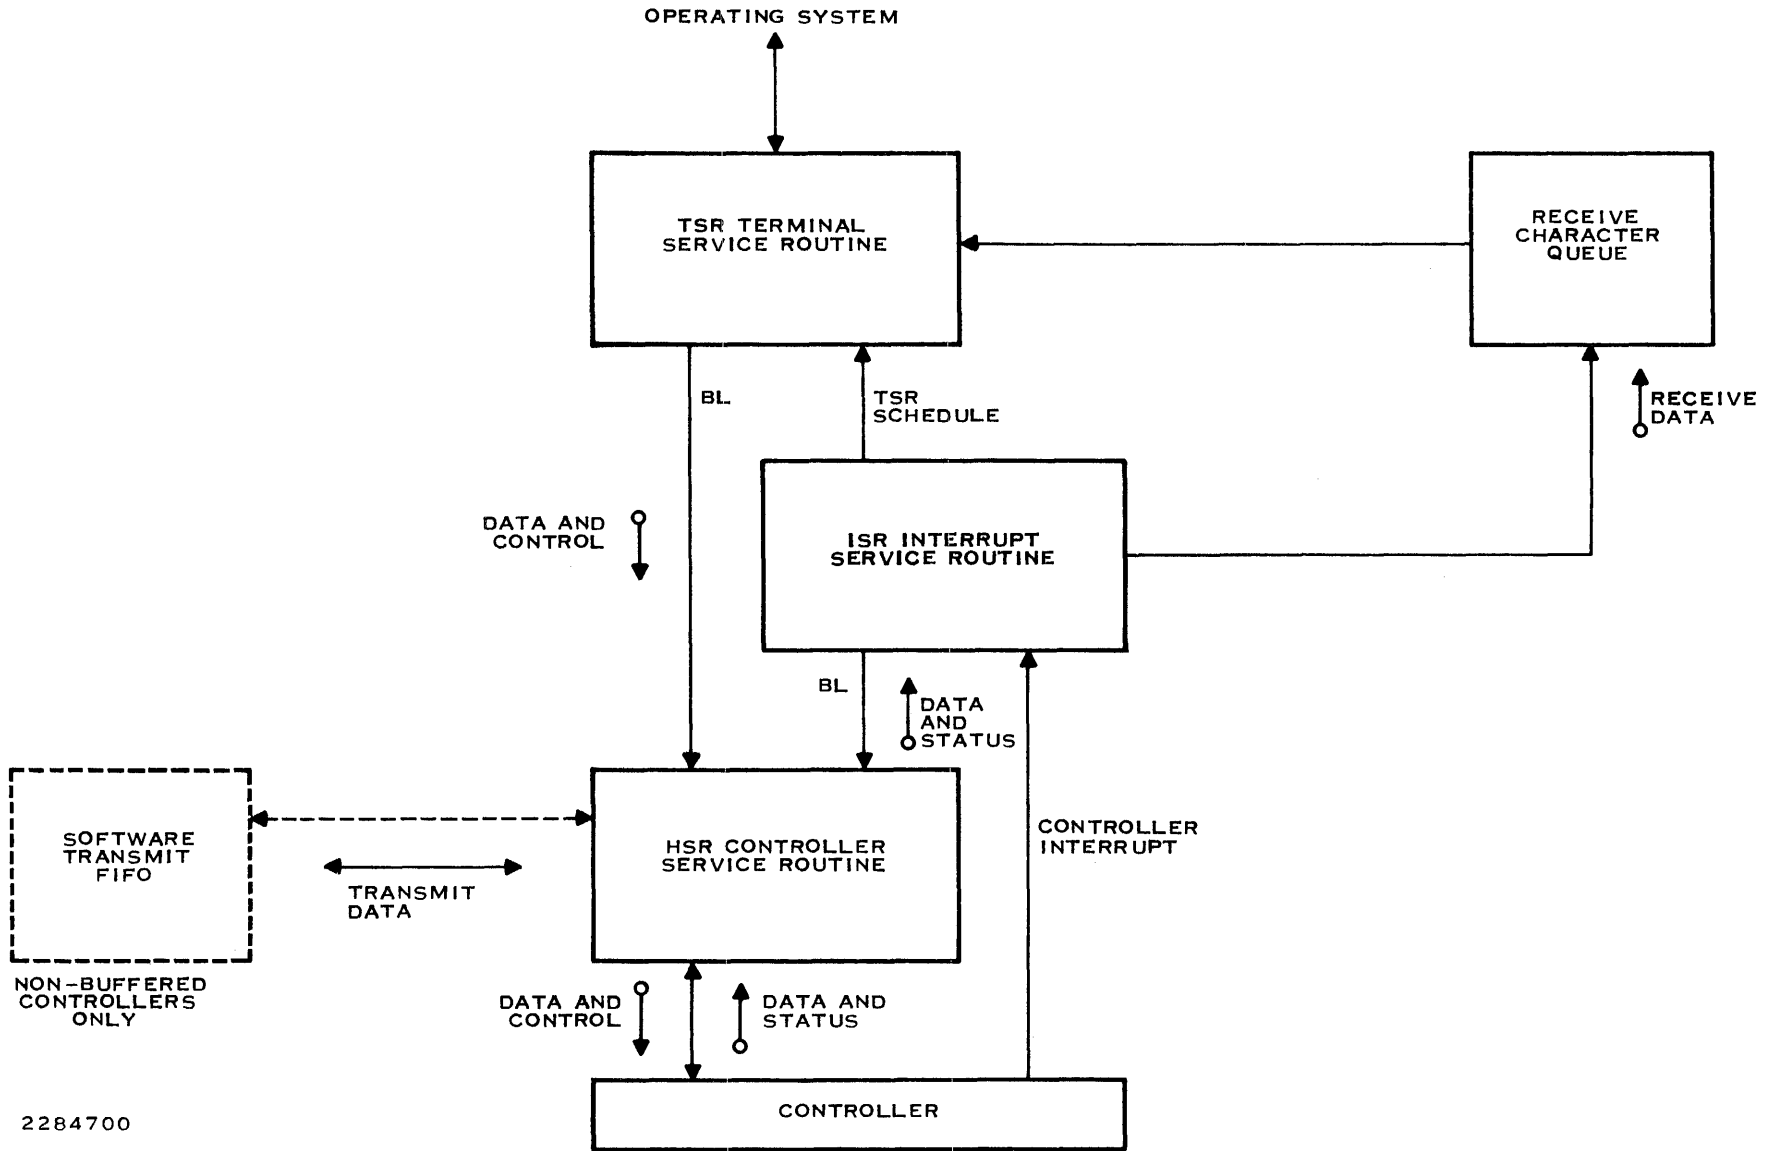 OPERATING SYSTEM
TSR TERMINAL
SERVICE ROUTINE
RECEIVE
CHARACTER
QUEUE
BL
TSR
SCHEDULE
RECEIVE
DATA
DATA AND
CONTROL
ISR INTERRUPT
SERVICE ROUTINE
BL
DATA
AND
STATUS
SOFTWARE
TRANSMIT
FIFO
TRANSMIT
DATA
HSR CONTROLLER
SERVICE ROUTINE
CONTROLLER
INTERRUPT
NON-BUFFERED
CONTROLLERS
ONLY
DATA AND
CONTROL
DATA AND
STATUS
CONTROLLER
2284700